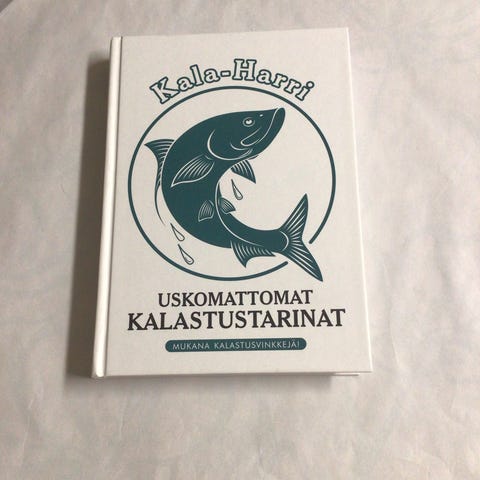 Kala-Harri
USKOMATTOMAT
KALASTUSTARINAT
MUKANA KALASTUSVINKKEJÄ!